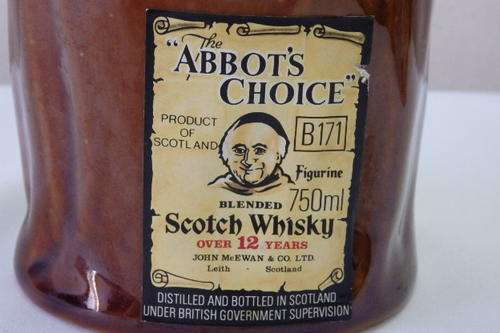 The
"ABBOT'S
CHOICE"
PRODUCT
OF
SCOTLAND
B171
Figurine
BLENDED
750ml
Scotch Whisky
OVER 12 YEARS
JOHN McEWAN & CO. LTD.
Leith · Scotland
DISTILLED AND BOTTLED IN SCOTLAND
UNDER BRITISH GOVERNMENT SUPERVISION